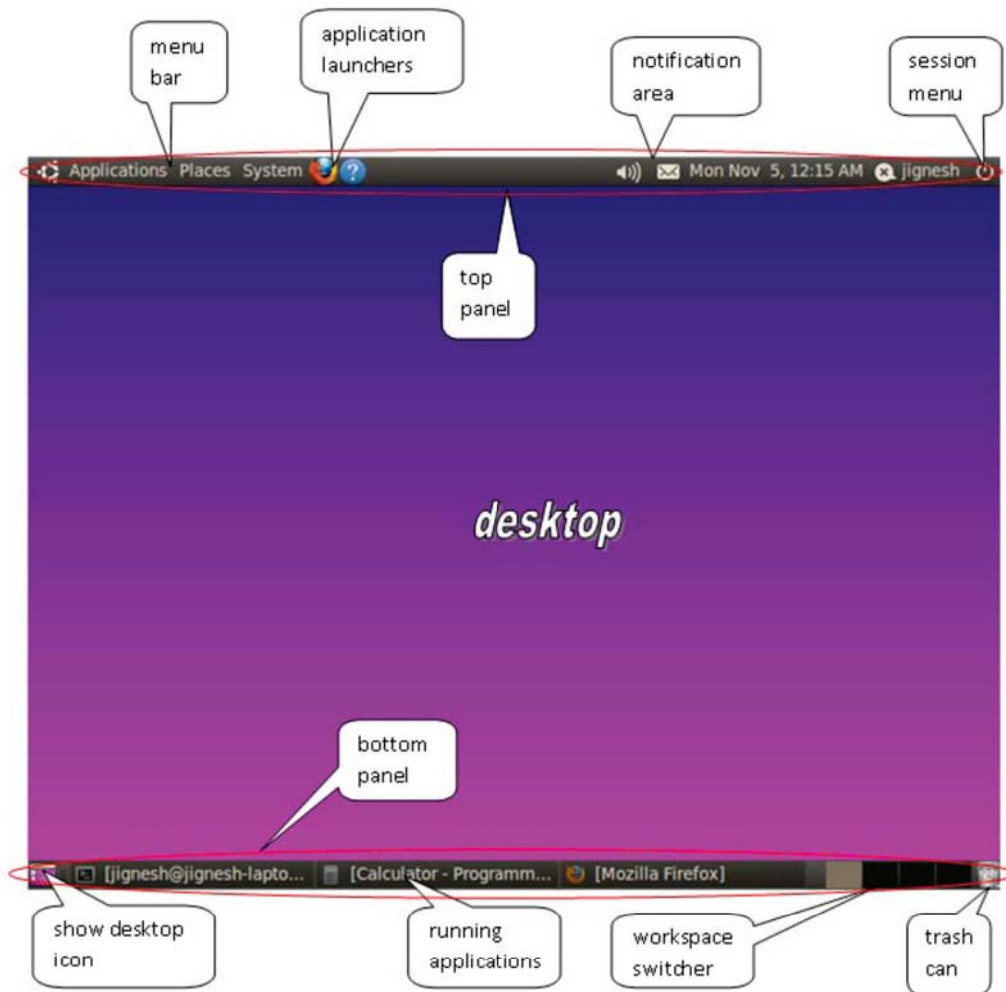 menu
bar
application
launchers
notification
area
session
menu
Applications Places System ? Mon Nov 5, 12:15 AM jignesh
top
panel
desktop
bottom
panel
[jignesh@jignesh-lapto... [Calculator - Programm... [Mozilla Firefox]
show desktop
icon
running
applications
workspace
switcher
trash
can